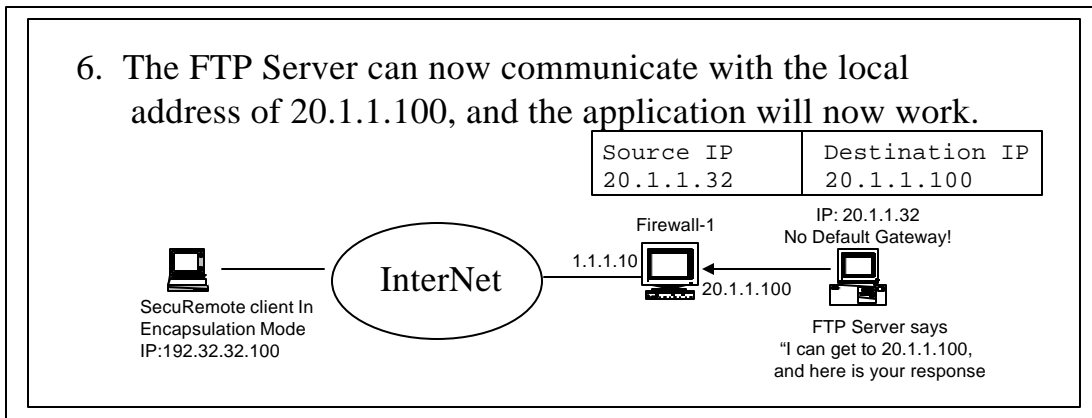 6. The FTP Server can now communicate with the local
address of 20.1.1.100, and the application will now work.
Source IP
20.1.1.32
Destination IP
20.1.1.100
IP: 20.1.1.32
No Default Gateway!
Firewall-1
1.1.1.10
20.1.1.100
InterNet
SecuRemote client In
Encapsulation Mode
IP:192.32.32.100
FTP Server says
“I can get to 20.1.1.100,
and here is your response